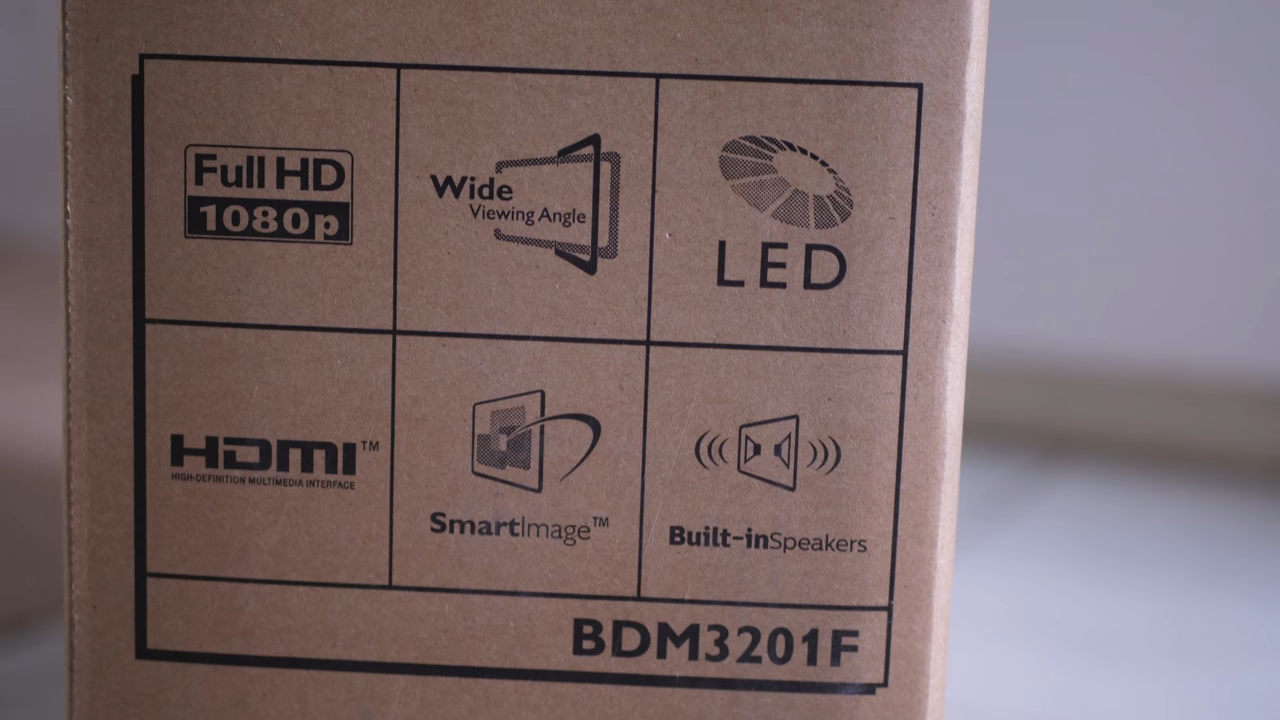 Full HD
1080p
Wide
Viewing Angle
LED
HDMI™
HIGH-DEFINITION MULTIMEDIA INTERFACE
SmartImage™
Built-inSpeakers
BDM3201F